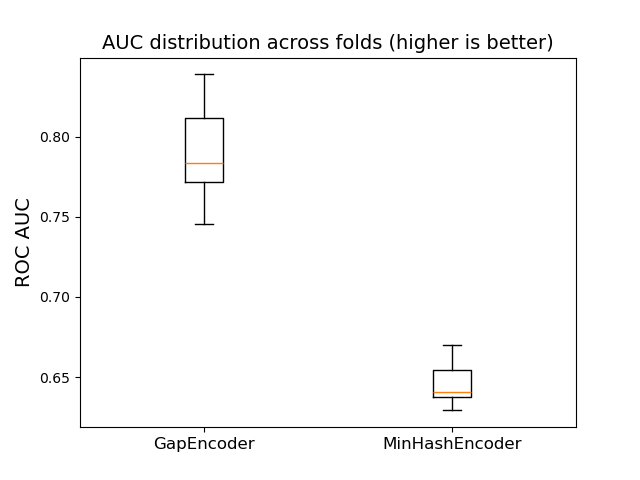 AUC distribution across folds (higher is better)
ROC AUC
0.80
0.75
0.70
0.65
GapEncoder
MinHashEncoder